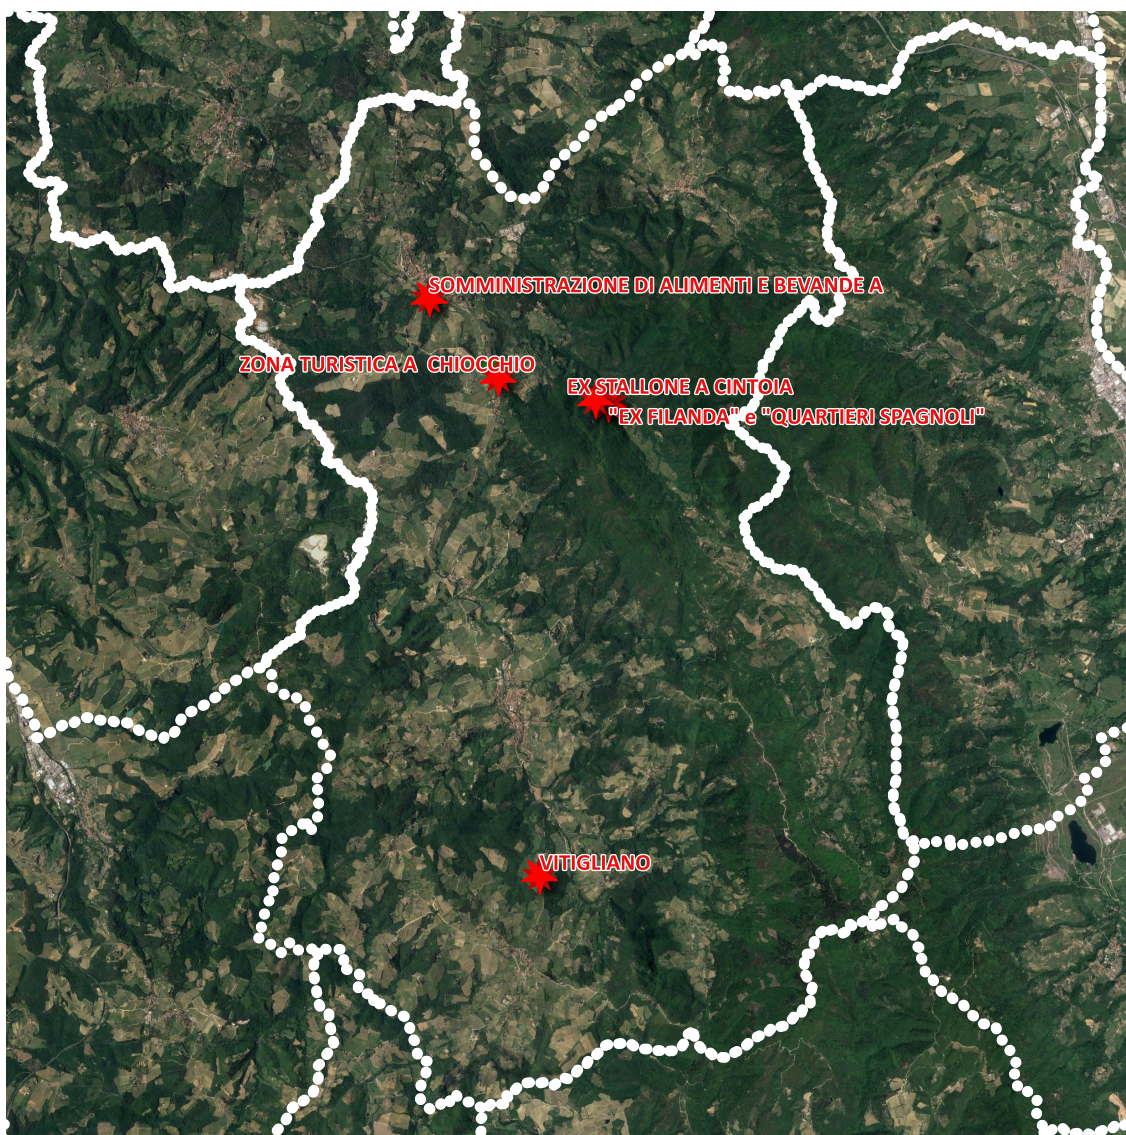 SOMMINISTRAZIONE DI ALIMENTI E BEVANDE A
ZONA TURISTICA A CHIOCCHIO
EX STALLONE A CINTOIA
"EX FILANDA" e "QUARTIERI SPAGNOLI"
VITIGLIANO